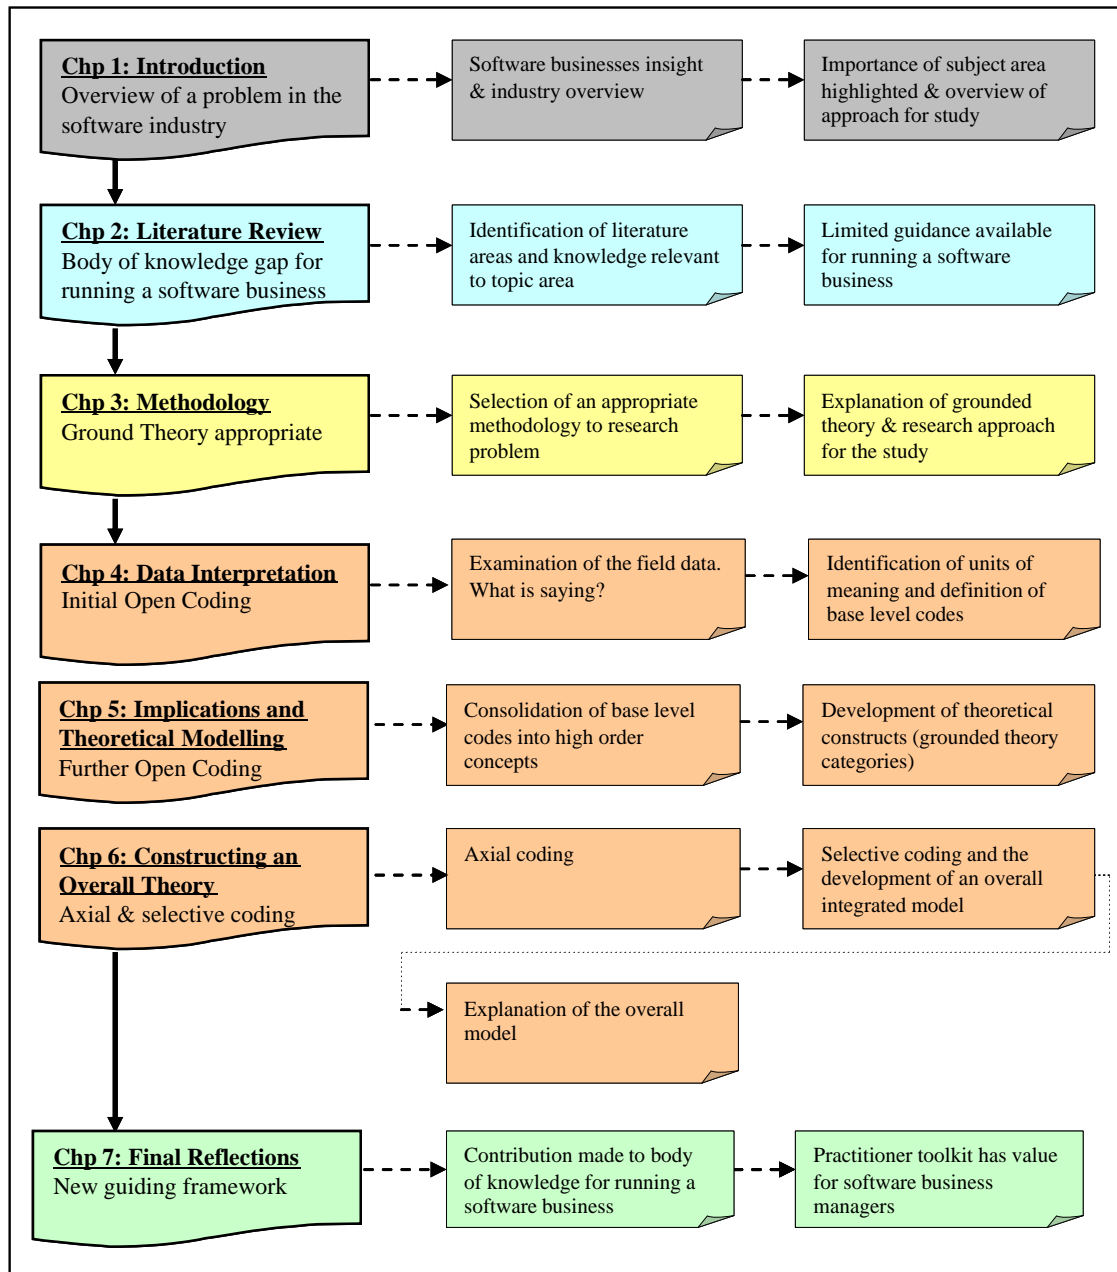 Chp 1: Introduction
Overview of a problem in the
software industry
Software businesses insight
& industry overview
Importance of subject area
highlighted & overview of
approach for study
Chp 2: Literature Review
Body of knowledge gap for
running a software business
Identification of literature
areas and knowledge relevant
to topic area
Limited guidance available
for running a software
business
Chp 3: Methodology
Ground Theory appropriate
Selection of an appropriate
methodology to research
problem
Explanation of grounded
theory & research approach
for the study
Chp 4: Data Interpretation
Initial Open Coding
Examination of the field data.
What is saying?
Identification of units of
meaning and definition of
base level codes
Chp 5: Implications and
Theoretical Modelling
Further Open Coding
Consolidation of base level
codes into high order
concepts
Development of theoretical
constructs (grounded theory
categories)
Chp 6: Constructing an
Overall Theory
Axial & selective coding
Axial coding
Selective coding and the
development of an overall
integrated model
Explanation of the overall
model
Chp 7: Final Reflections
New guiding framework
Contribution made to body
of knowledge for running a
software business
Practitioner toolkit has value
for software business
managers